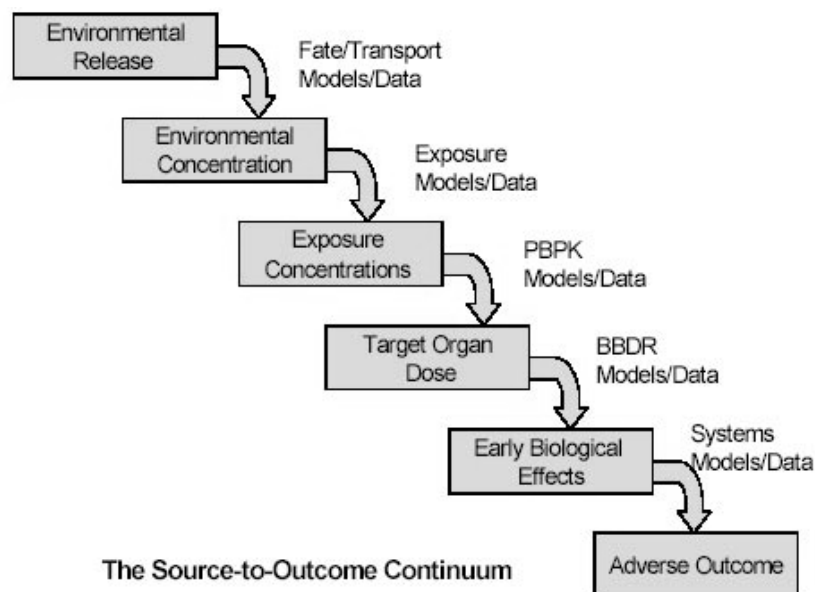 Environmental
Release
Fate/Transport
Models/Data
Environmental
Concentration
Exposure
Models/Data
Exposure
Concentrations
PBPK
Models/Data
Target Organ
Dose
BBDR
Models/Data
Early Biological
Effects
Systems
Models/Data
Adverse Outcome
The Source-to-Outcome Continuum